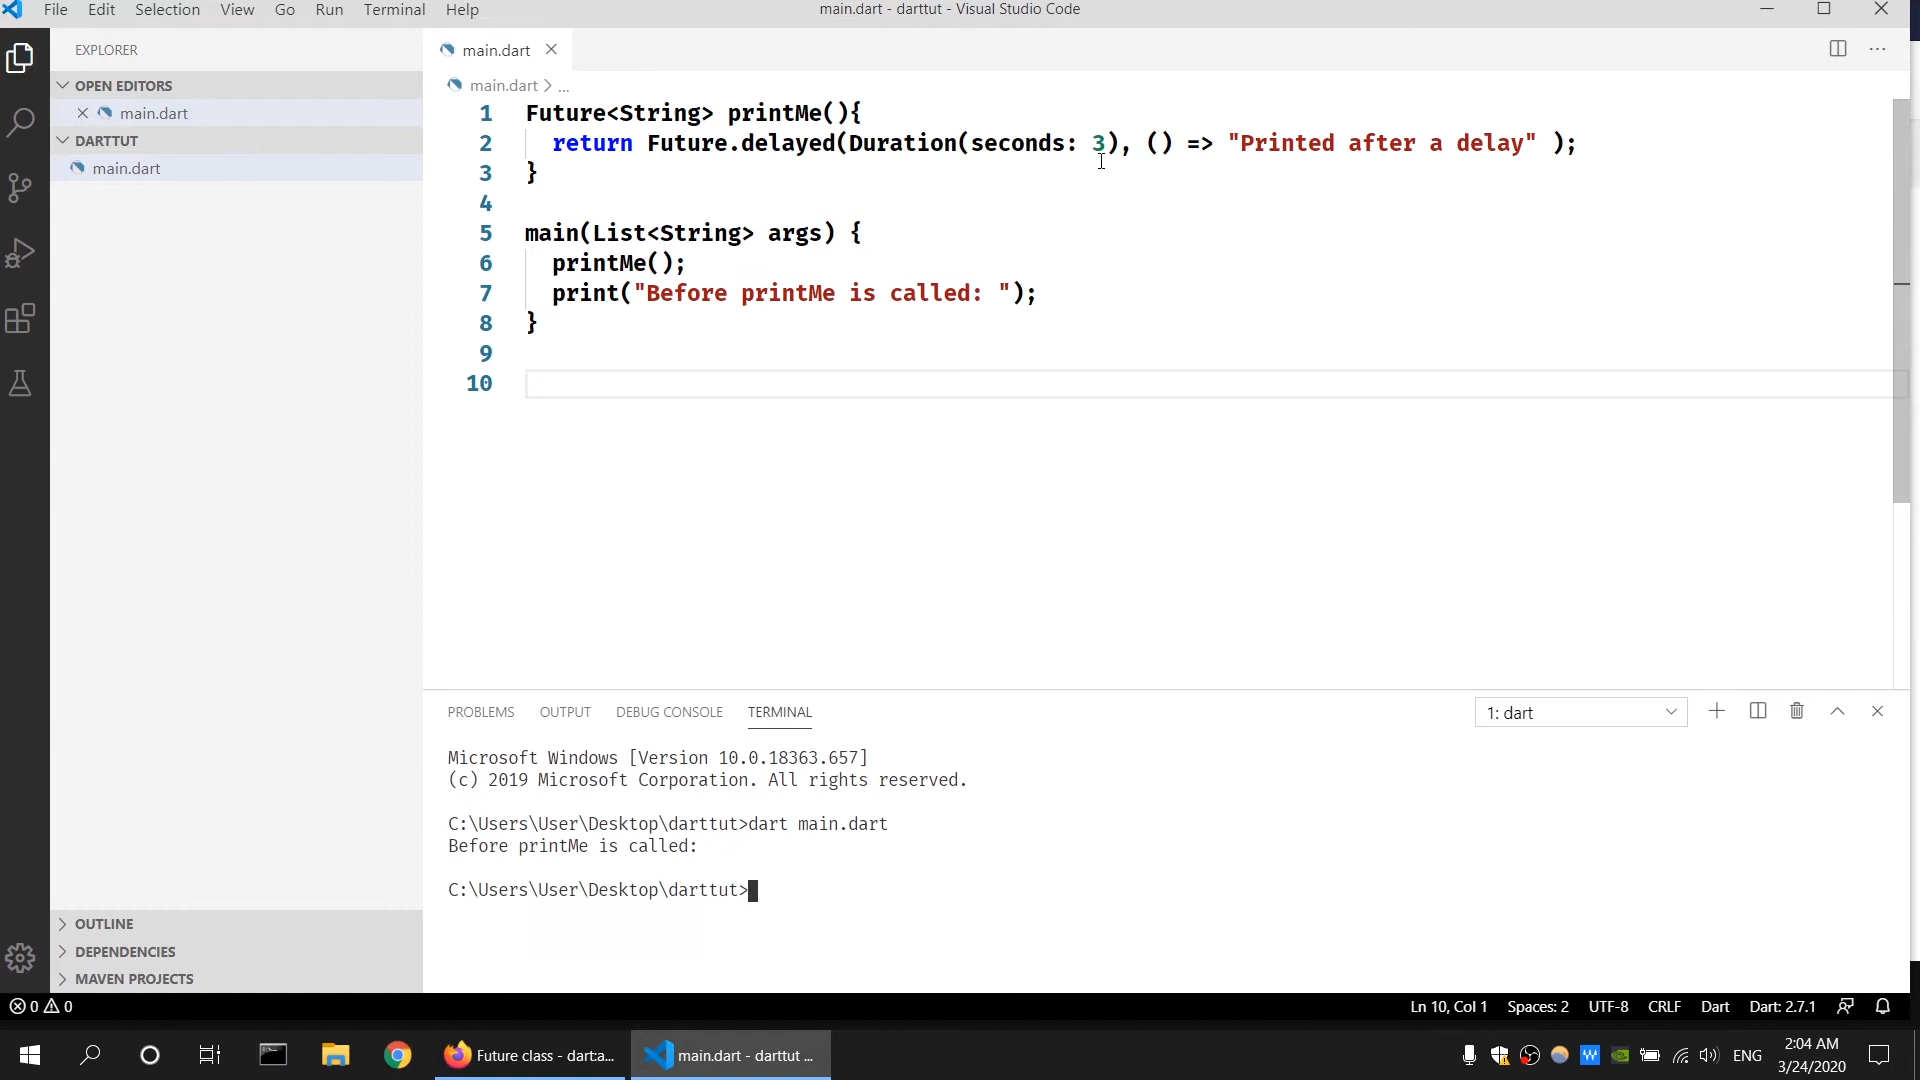 File Edit Selection View Go Run Terminal Help
main.dart - darttut - Visual Studio Code
EXPLORER
OPEN EDITORS
main.dart
DARTTUT
main.dart
OUTLINE
DEPENDENCIES
MAVEN PROJECTS
main.dart
main.dart > ...
1 Future<String> printMe(){
2 return Future.delayed(Duration(seconds: 3), () => "Printed after a delay" );
3 }
4
5 main(List<String> args) {
6 printMe();
7 print("Before printMe is called: ");
8 }
9
10
PROBLEMS OUTPUT DEBUG CONSOLE TERMINAL
1: dart
Microsoft Windows [Version 10.0.18363.657]
(c) 2019 Microsoft Corporation. All rights reserved.
C:\Users\User\Desktop\darttut>dart main.dart
Before printMe is called:
C:\Users\User\Desktop\darttut>
0 0
Ln 10, Col 1 Spaces: 2 UTF-8 CRLF Dart Dart: 2.7.1
Future class - dart:a...
main.dart - darttut ...
ENG
2:04 AM
3/24/2020